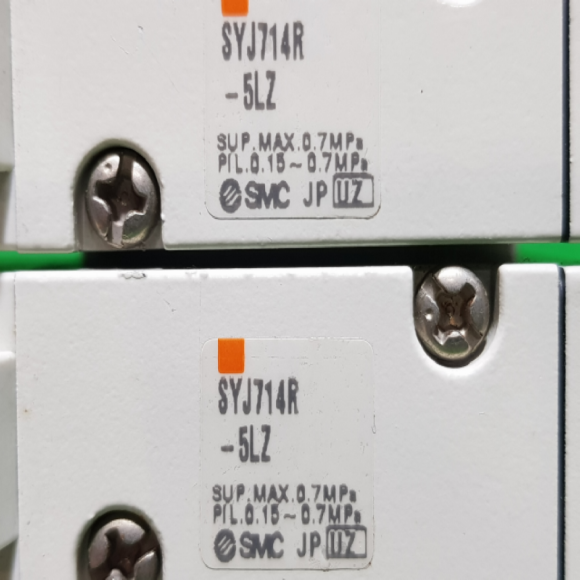 SYJ714R
-5LZ
SUP.MAX.0.7MPa
PIL.0.15~0.7MPa
SMC JP UZ
SYJ714R
-5LZ
SUP.MAX.0.7MPa
PIL.0.15~0.7MPa
SMC JP UZ